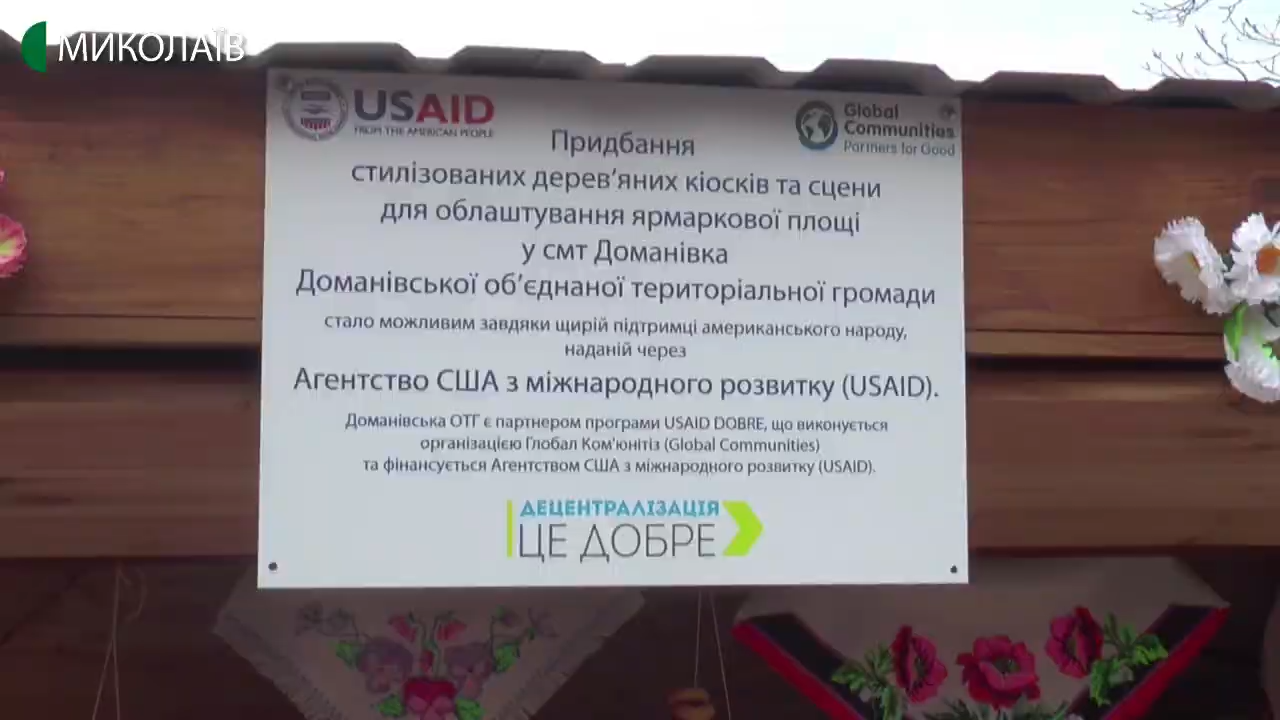 МИКОЛАЇВ
USAID
FROM THE AMERICAN PEOPLE
Global
Communities
Partners for Good
Придбання
стилізованих дерев’яних кіосків та сцени
для облаштування ярмаркової площі
у смт Доманівка
Доманівської об’єднаної територіальної громади
стало можливим завдяки щирій підтримці американського народу,
наданій через
Агентство США з міжнародного розвитку (USAID).
Доманівська ОТГ є партнером програми USAID DOBRE, що виконується
організацією Глобал Ком'юнітіз (Global Communities)
та фінансується Агентством США з міжнародного розвитку (USAID).
ДЕЦЕНТРАЛІЗАЦІЯ
ЦЕ ДОБРЕ